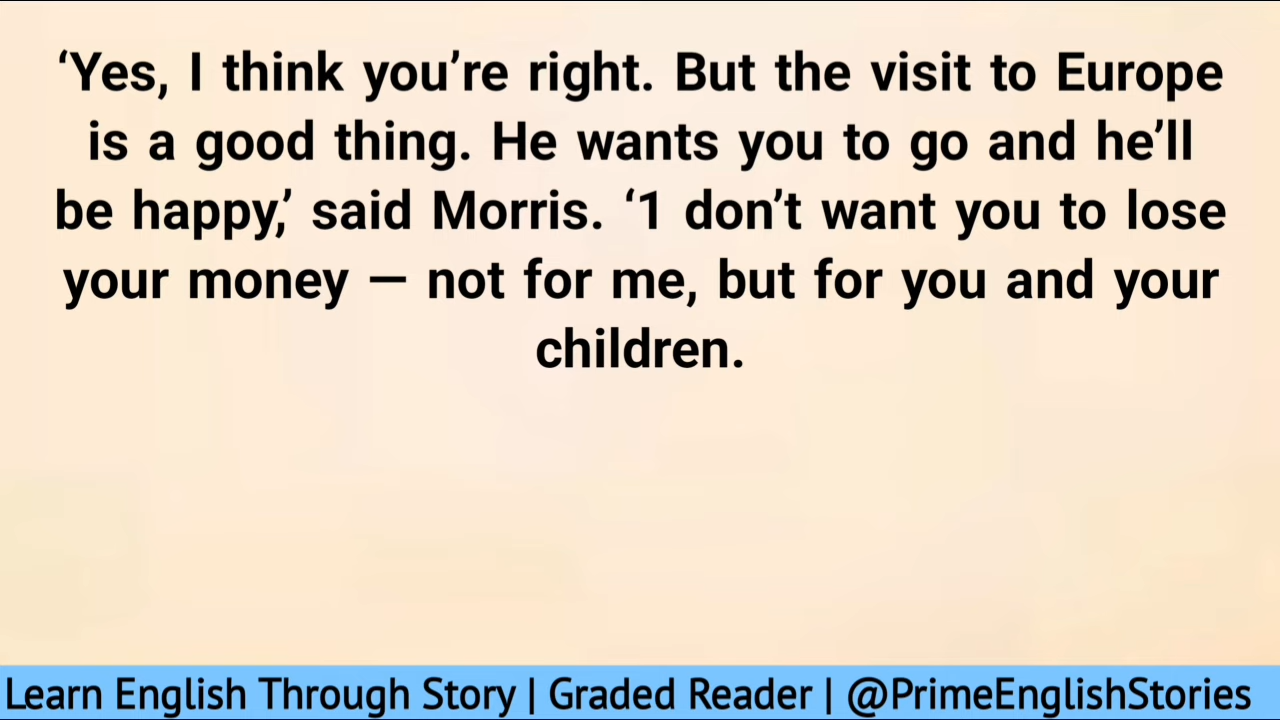 ‘Yes, I think you’re right. But the visit to Europe
is a good thing. He wants you to go and he’ll
be happy,’ said Morris. ‘1 don’t want you to lose
your money — not for me, but for you and your
children.
Learn English Through Story | Graded Reader | @PrimeEnglishStories